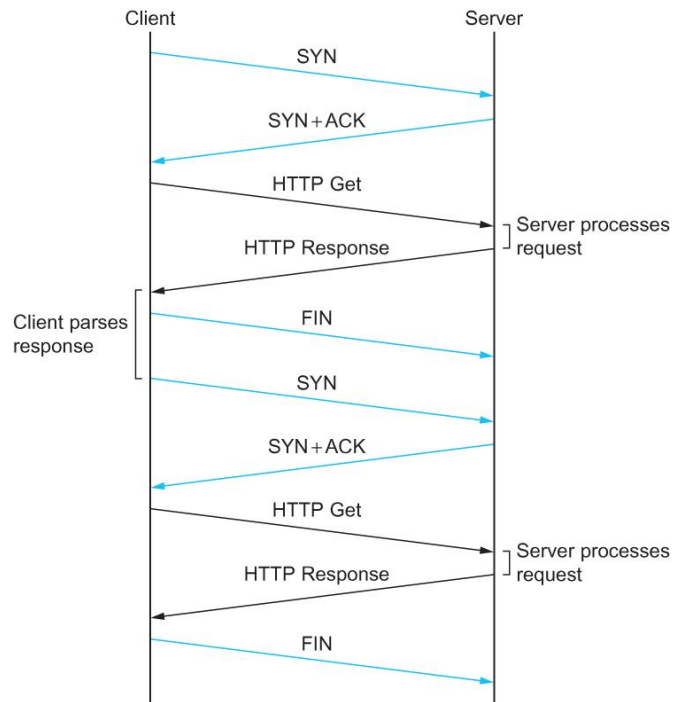 Client
Server
SYN
SYN+ACK
HTTP Get
Server processes
request
HTTP Response
Client parses
response
FIN
SYN
SYN+ACK
HTTP Get
Server processes
request
HTTP Response
FIN